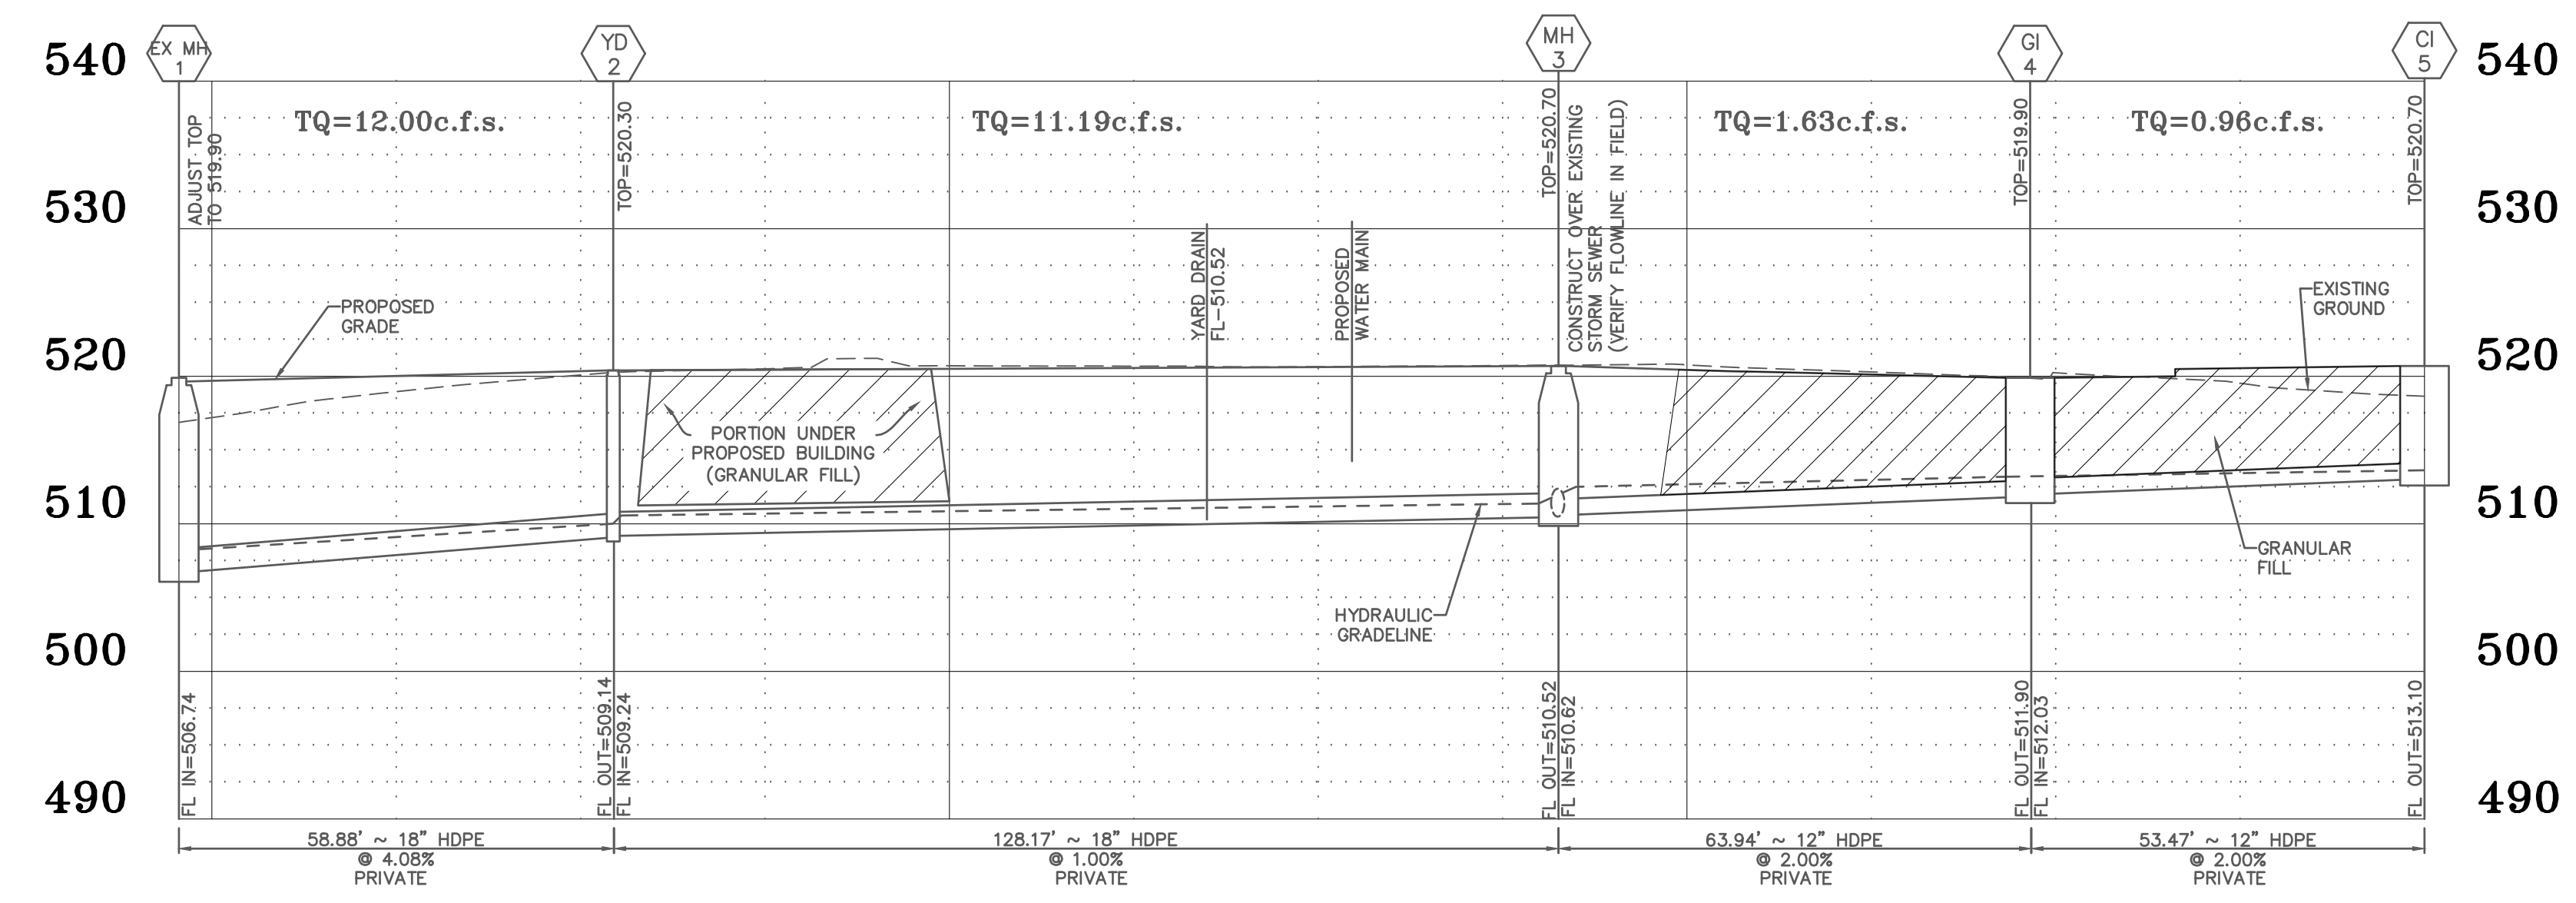 EX MH
1
YD
2
MH
3
GI
4
CI
5
540
540
TQ=12.00c.f.s.
TQ=11.19c.f.s.
TQ=1.63c.f.s.
TQ=0.96c.f.s.
ADJUST TOP
TO 519.90
TOP=520.30
TOP=520.70
CONSTRUCT OVER EXISTING
STORM SEWER
(VERIFY FLOWLINE IN FIELD)
TOP=519.90
TOP=520.70
530
530
YARD DRAIN
FL-510.52
PROPOSED
WATER MAIN
PROPOSED
GRADE
EXISTING
GROUND
520
520
PORTION UNDER
PROPOSED BUILDING
(GRANULAR FILL)
510
510
GRANULAR
FILL
HYDRAULIC
GRADELINE
500
500
FL IN=506.74
FL OUT=509.14
FL IN=509.24
FL OUT=510.52
FL IN=510.62
FL OUT=511.90
FL IN=512.03
FL OUT=513.10
490
490
58.88' ~ 18" HDPE
@ 4.08%
PRIVATE
128.17' ~ 18" HDPE
@ 1.00%
PRIVATE
63.94' ~ 12" HDPE
@ 2.00%
PRIVATE
53.47' ~ 12" HDPE
@ 2.00%
PRIVATE